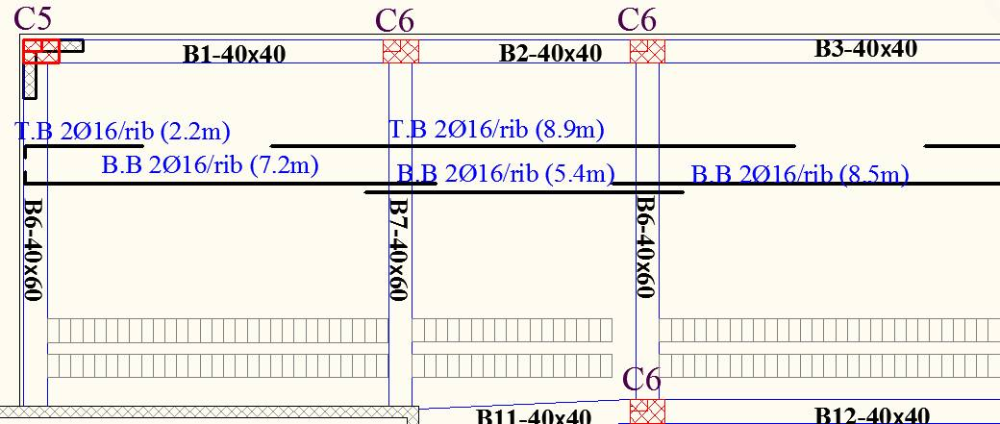 C5
C6
C6
B1-40x40
B2-40x40
B3-40x40
T.B 2Ø16/rib (2.2m)
T.B 2Ø16/rib (8.9m)
B.B 2Ø16/rib (7.2m)
B.B 2Ø16/rib (5.4m)
B.B 2Ø16/rib (8.5m)
B6-40x60
B7-40x60
B6-40x60
C6
B11-40x40
B12-40x40